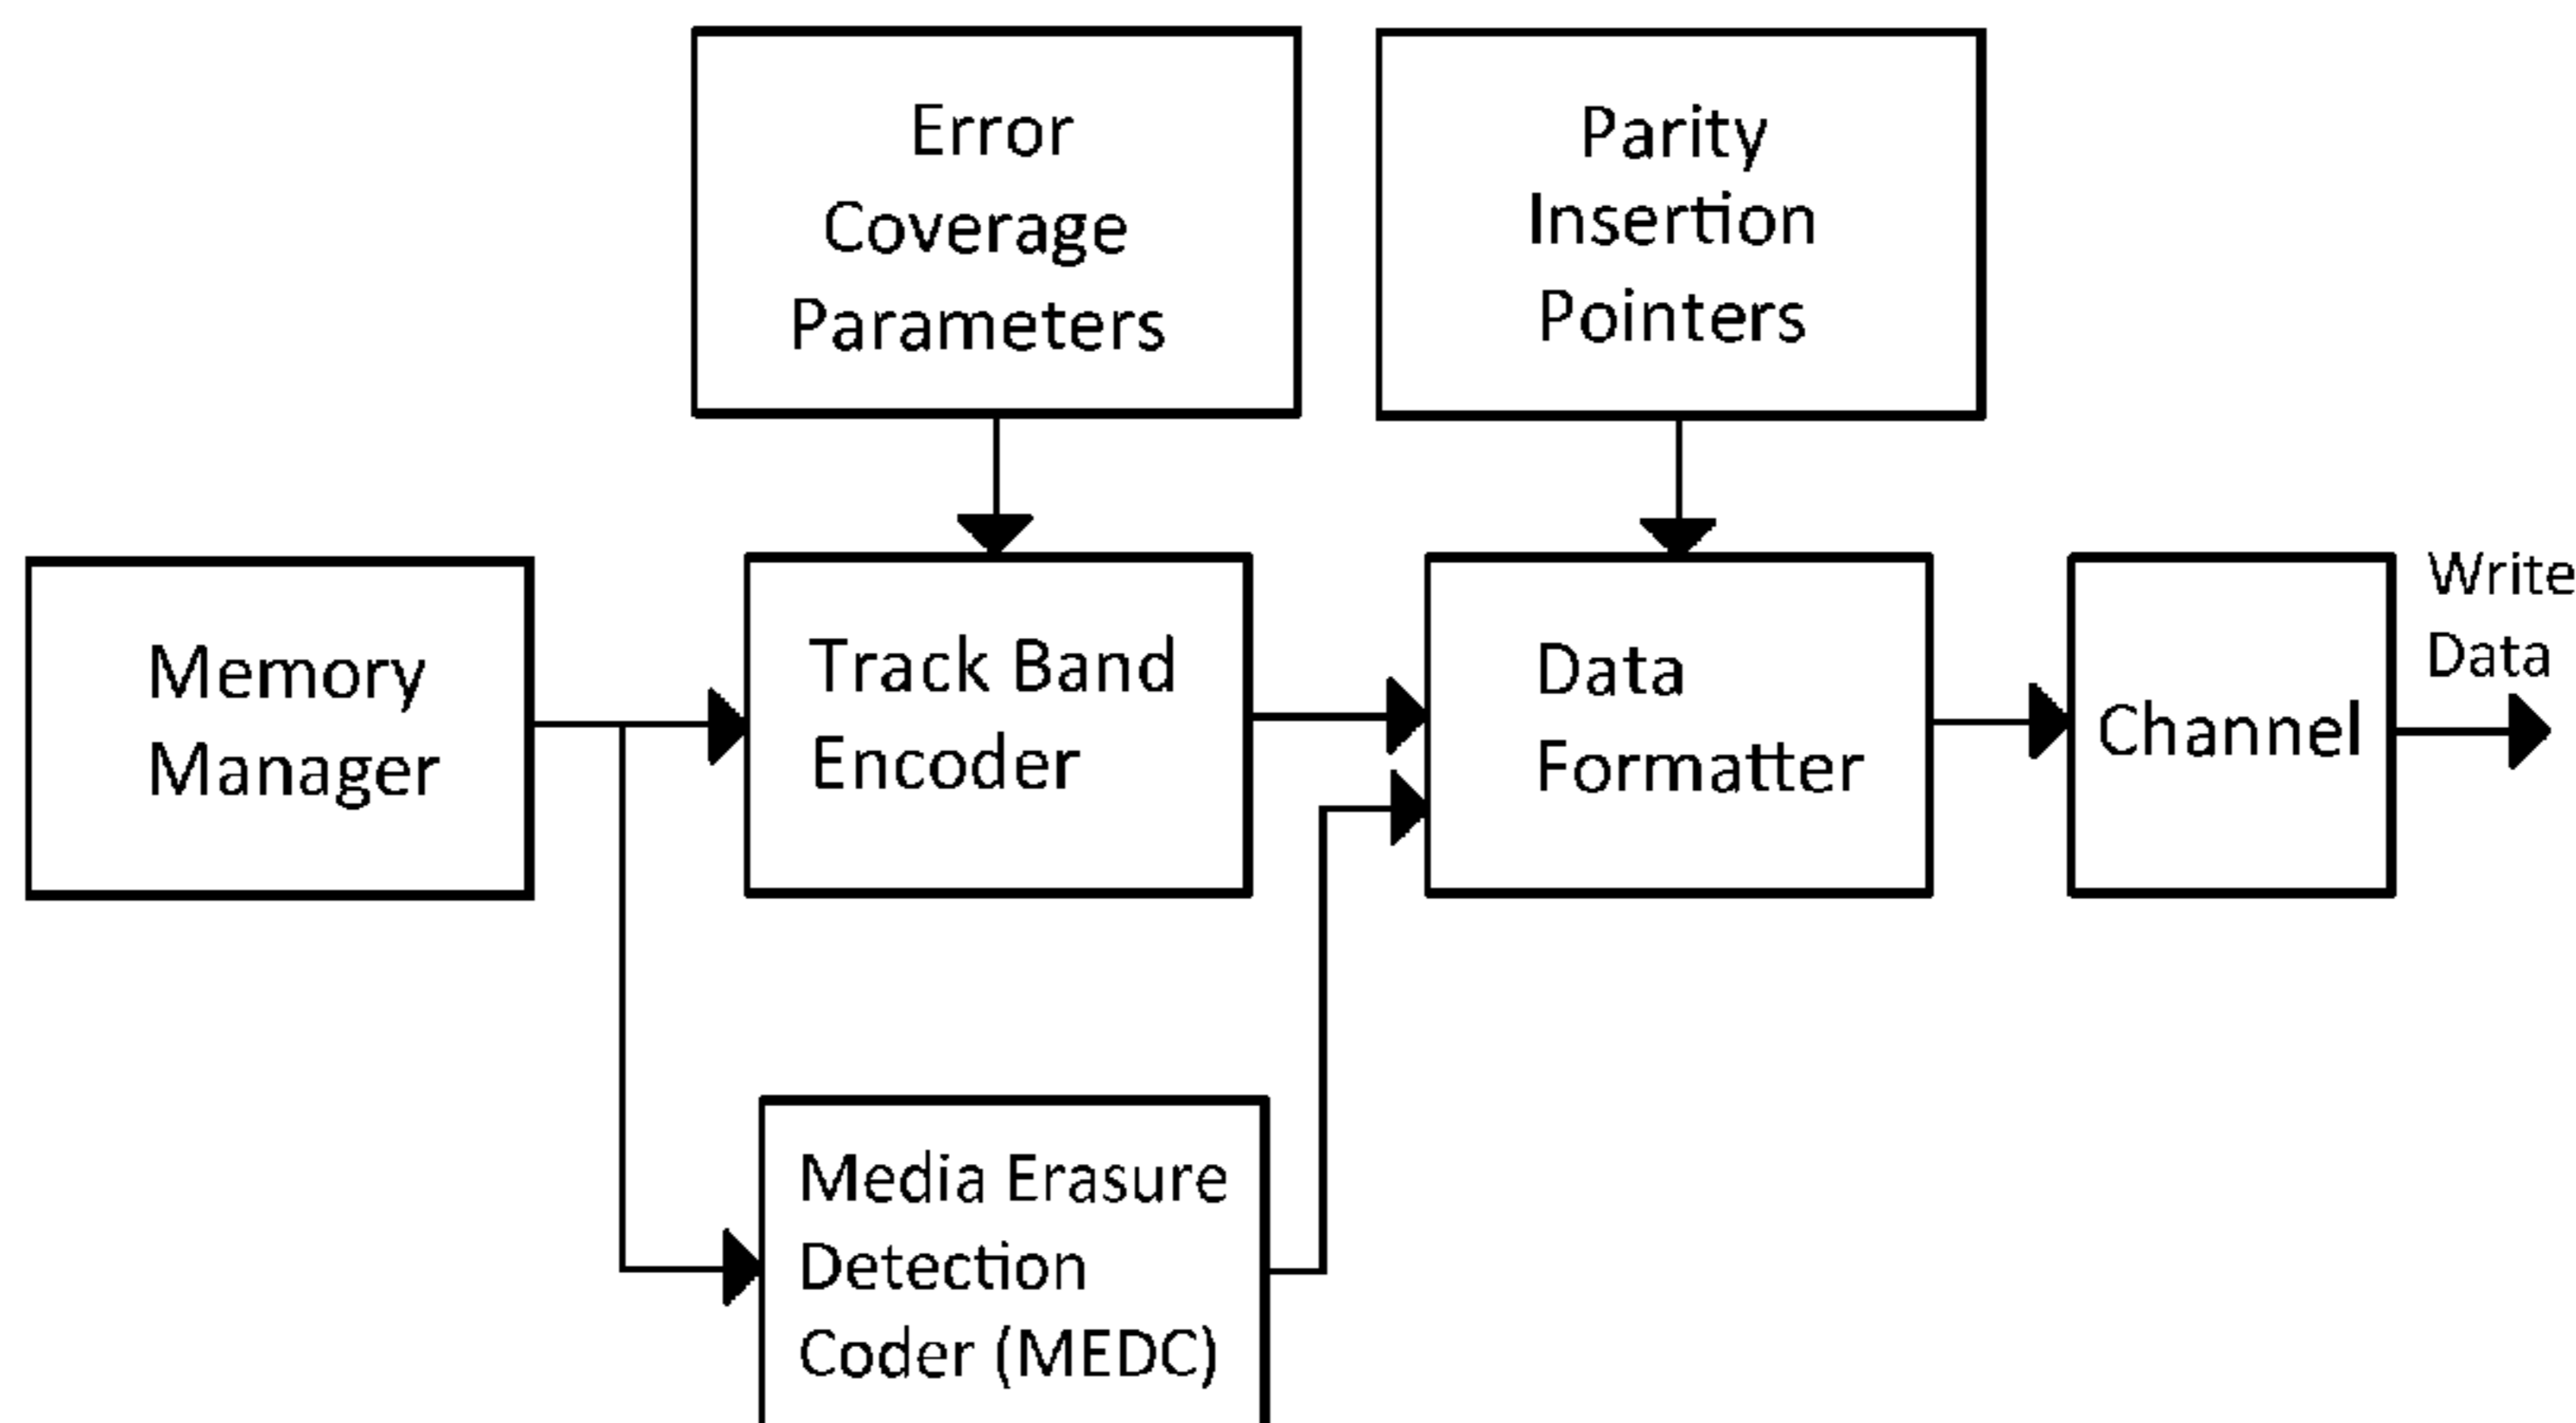 Error
Coverage
Parameters
Parity
Insertion
Pointers
Memory
Manager
Track Band
Encoder
Data
Formatter
Channel
Write
Data
Media Erasure
Detection
Coder (MEDC)